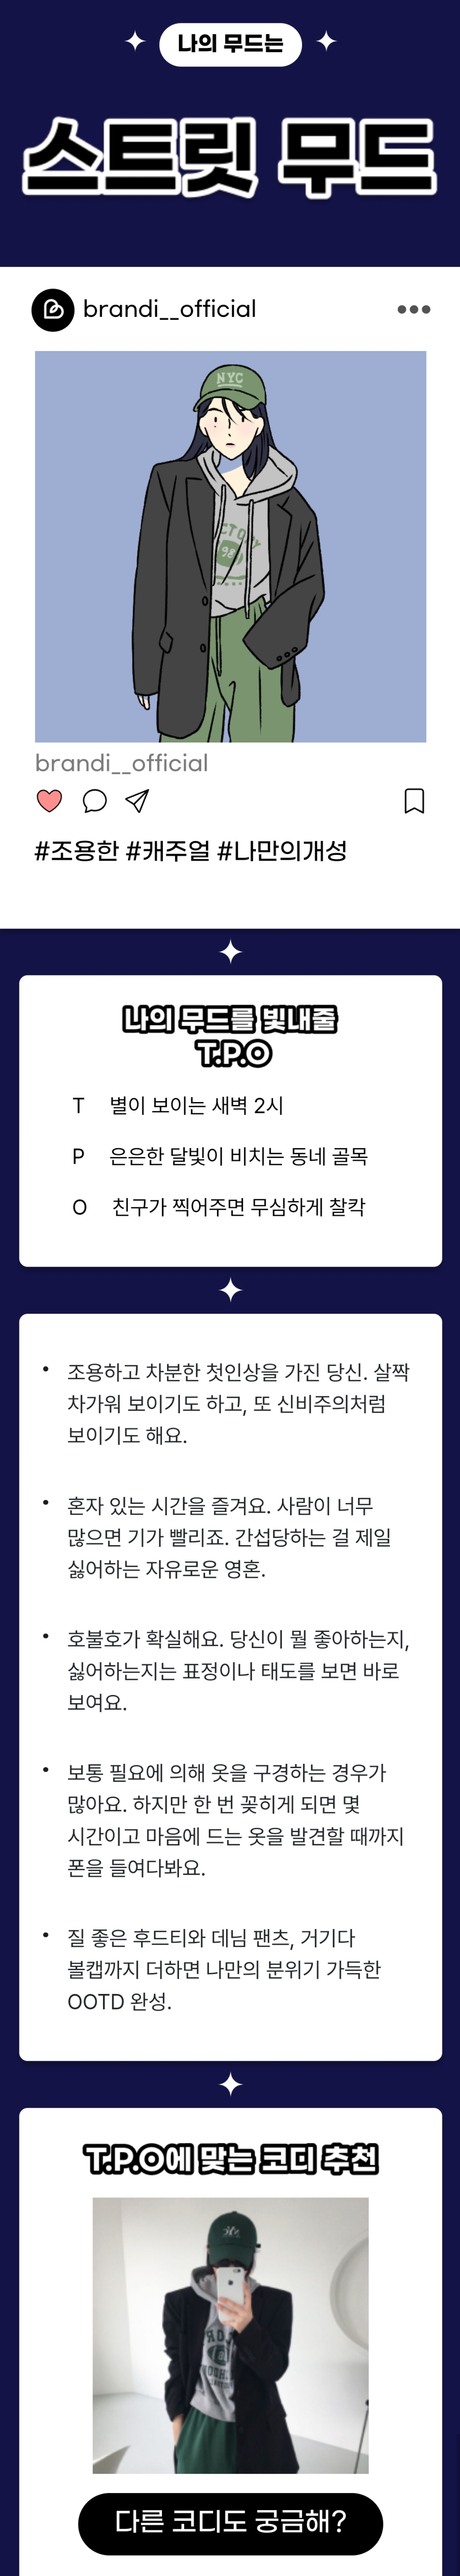 나의 무드는
스트릿 무드
brandi__official
NYC
98
brandi__official
#조용한 #캐주얼 #나만의개성
나의 무드를 빛내줄
T.P.O
T 별이 보이는 새벽 2시
P 은은한 달빛이 비치는 동네 골목
O 친구가 찍어주면 무심하게 찰칵
• 조용하고 차분한 첫인상을 가진 당신. 살짝
차가워 보이기도 하고, 또 신비주의처럼
보이기도 해요.
• 혼자 있는 시간을 즐겨요. 사람이 너무
많으면 기가 빨리죠. 간섭당하는 걸 제일
싫어하는 자유로운 영혼.
• 호불호가 확실해요. 당신이 뭘 좋아하는지,
싫어하는지는 표정이나 태도를 보면 바로
보여요.
• 보통 필요에 의해 옷을 구경하는 경우가
많아요. 하지만 한 번 꽂히게 되면 몇
시간이고 마음에 드는 옷을 발견할 때까지
폰을 들여다봐요.
• 질 좋은 후드티와 데님 팬츠, 거기다
볼캡까지 더하면 나만의 분위기 가득한
OOTD 완성.
T.P.O에 맞는 코디 추천
다른 코디도 궁금해?